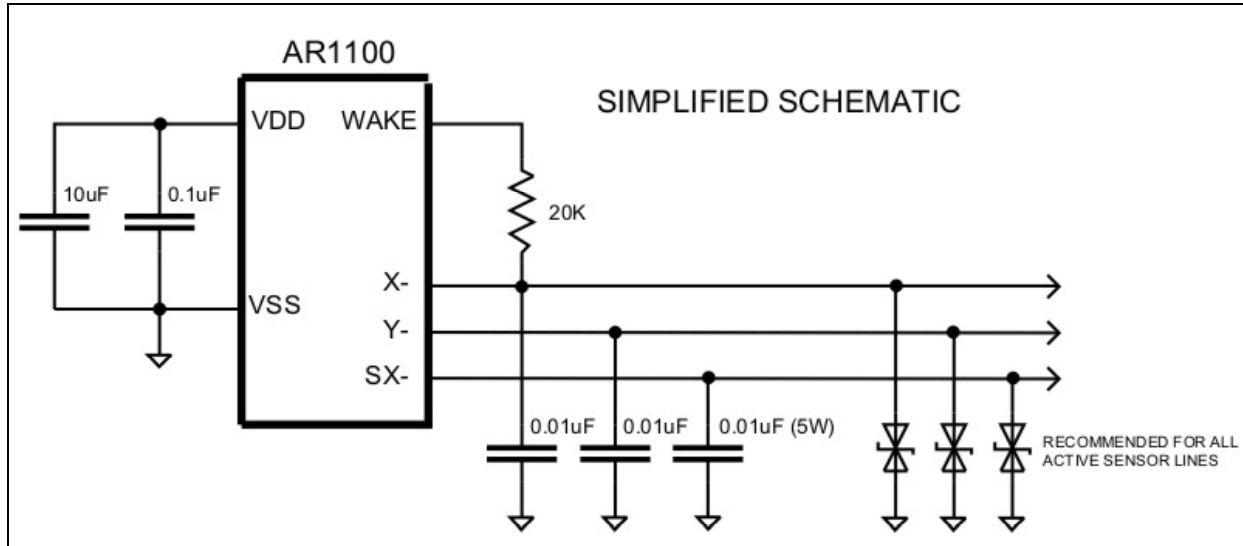 AR1100
SIMPLIFIED SCHEMATIC
VDD
WAKE
10uF
0.1uF
20K
X-
VSS
Y-
SX-
0.01uF
0.01uF
0.01uF (5W)
RECOMMENDED FOR ALL
ACTIVE SENSOR LINES